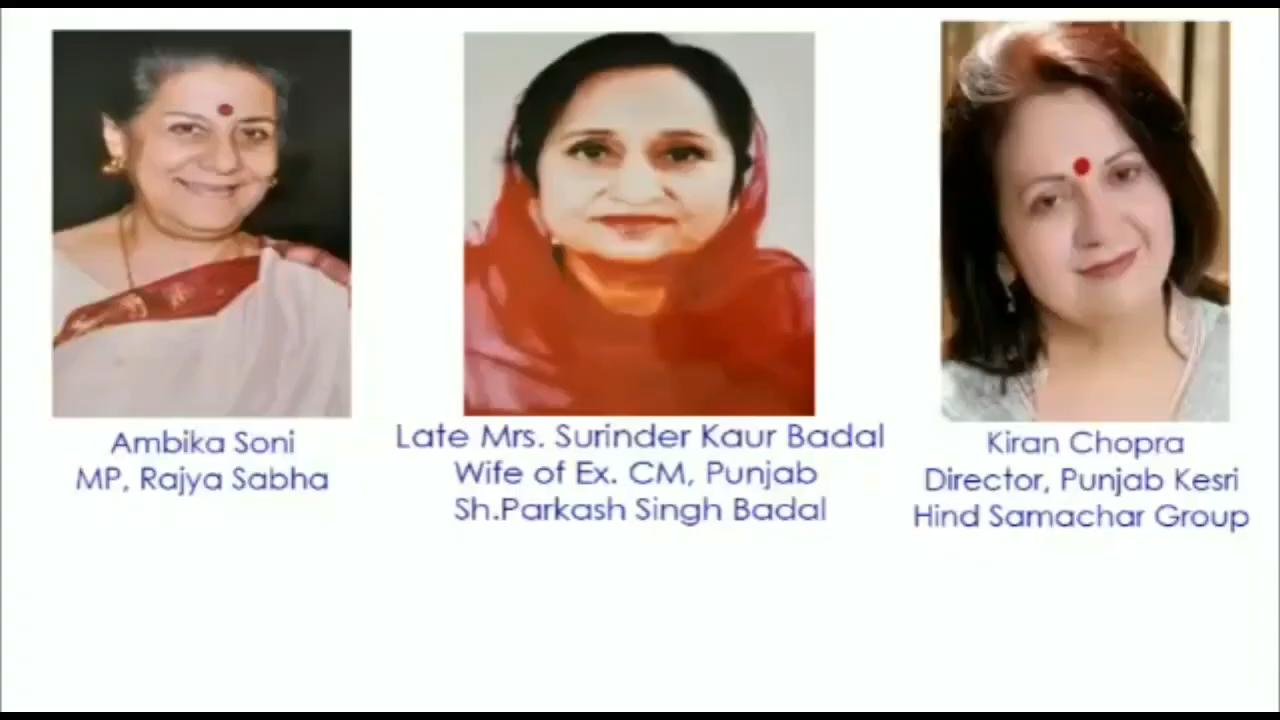 Ambika Soni
MP, Rajya Sabha
Late Mrs. Surinder Kaur Badal
Wife of Ex. CM, Punjab
Sh.Parkash Singh Badal
Kiran Chopra
Director, Punjab Kesri
Hind Samachar Group